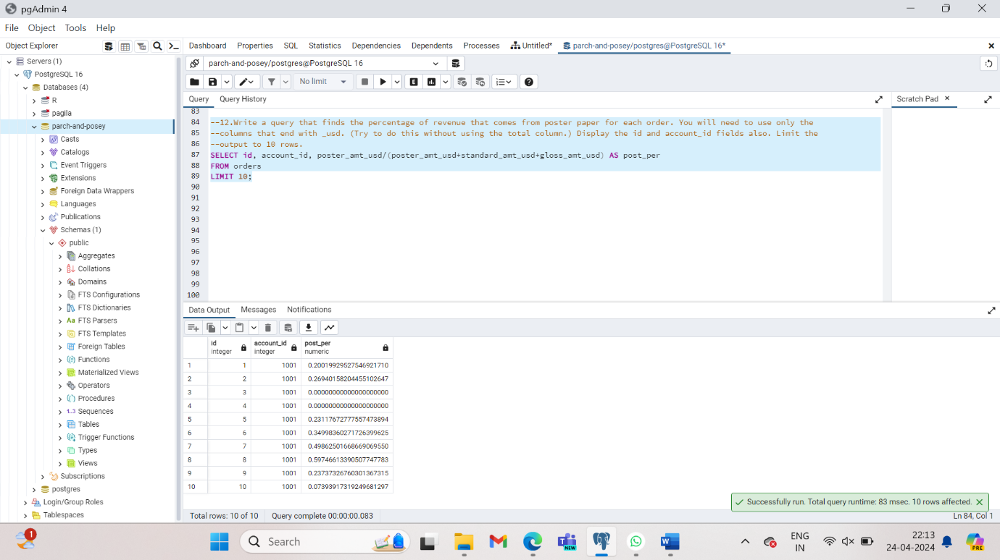 pgAdmin 4
File Object Tools Help
Object Explorer
Dashboard Properties SQL Statistics Dependencies Dependents Processes Untitled* parch-and-posey/postgres@PostgreSQL 16*
Servers (1)
PostgreSQL 16
Databases (4)
R
pagila
parch-and-posey
Casts
Catalogs
Event Triggers
Extensions
Foreign Data Wrappers
Languages
Publications
Schemas (1)
public
Aggregates
Collations
Domains
FTS Configurations
FTS Dictionaries
Aa FTS Parsers
FTS Templates
Foreign Tables
Functions
Materialized Views
Operators
Procedures
1..3 Sequences
Tables
Trigger Functions
Types
Views
Subscriptions
postgres
Login/Group Roles
Tablespaces
parch-and-posey/postgres@PostgreSQL 16
No limit
E
Query Query History
Scratch Pad
83
84 --12.Write a query that finds the percentage of revenue that comes from poster paper for each order. You will need to use only the
85 --columns that end with _usd. (Try to do this without using the total column.) Display the id and account_id fields also. Limit the
86 --output to 10 rows.
87 SELECT id, account_id, poster_amt_usd/(poster_amt_usd+standard_amt_usd+gloss_amt_usd) AS post_per
88 FROM orders
89 LIMIT 10;
90
91
92
93
94
95
96
97
98
99
100
Data Output Messages Notifications
id account_id post_per
integer integer numeric
1 1 1001 0.20019929527546921710
2 2 1001 0.26940158204455102647
3 3 1001 0.00000000000000000000
4 4 1001 0.00000000000000000000
5 5 1001 0.23117672777557473894
6 6 1001 0.34998360271726399625
7 7 1001 0.49862501668669069550
8 8 1001 0.59746613390507747783
9 9 1001 0.23737326760301367315
10 10 1001 0.07393917319249681297
Successfully run. Total query runtime: 83 msec. 10 rows affected.
Total rows: 10 of 10 Query complete 00:00:00.083
Ln 84, Col 1
1
Search
NEW
W
ENG
IN
22:13
24-04-2024
PRE